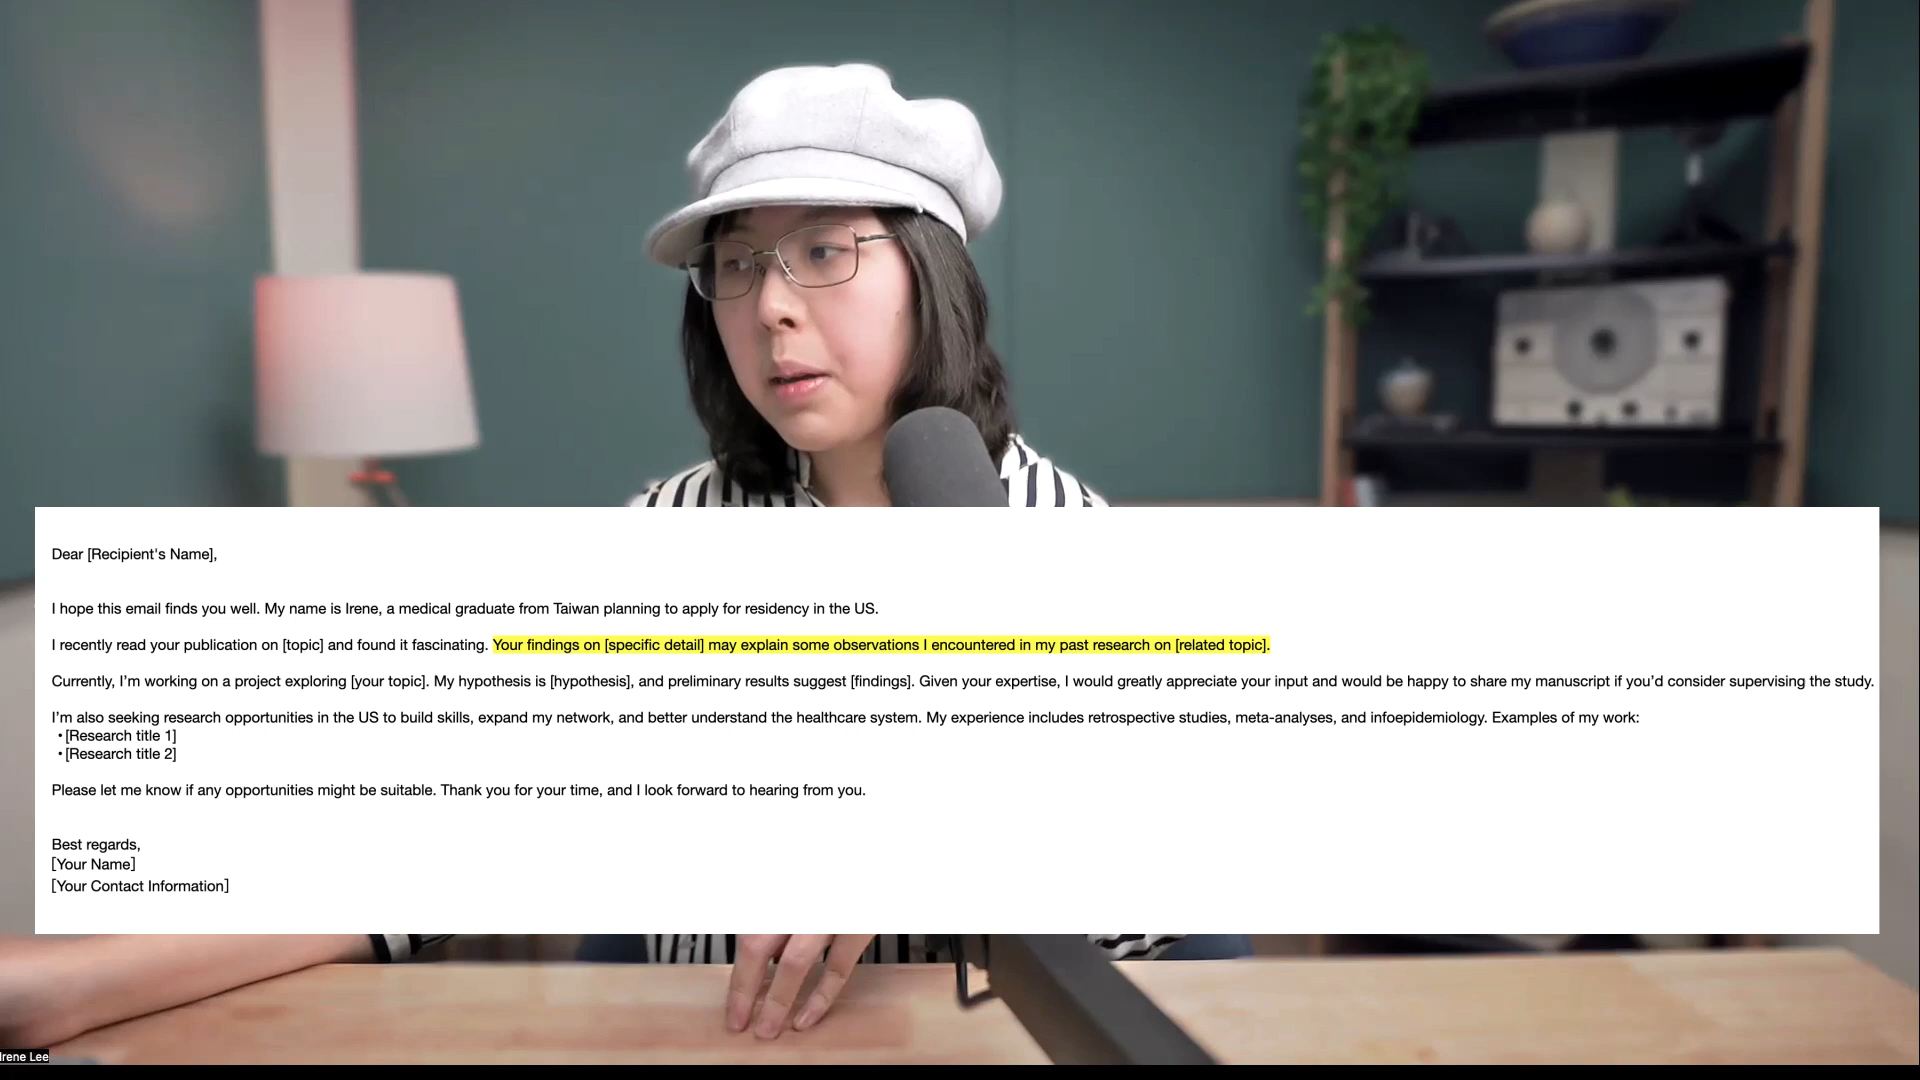 Dear [Recipient's Name],
I hope this email finds you well. My name is Irene, a medical graduate from Taiwan planning to apply for residency in the US.
I recently read your publication on [topic] and found it fascinating. Your findings on [specific detail] may explain some observations I encountered in my past research on [related topic].
Currently, I’m working on a project exploring [your topic]. My hypothesis is [hypothesis], and preliminary results suggest [findings]. Given your expertise, I would greatly appreciate your input and would be happy to share my manuscript if you’d consider supervising the study.
I’m also seeking research opportunities in the US to build skills, expand my network, and better understand the healthcare system. My experience includes retrospective studies, meta-analyses, and infoepidemiology. Examples of my work:
• [Research title 1]
• [Research title 2]
Please let me know if any opportunities might be suitable. Thank you for your time, and I look forward to hearing from you.
Best regards,
[Your Name]
[Your Contact Information]
Irene Lee